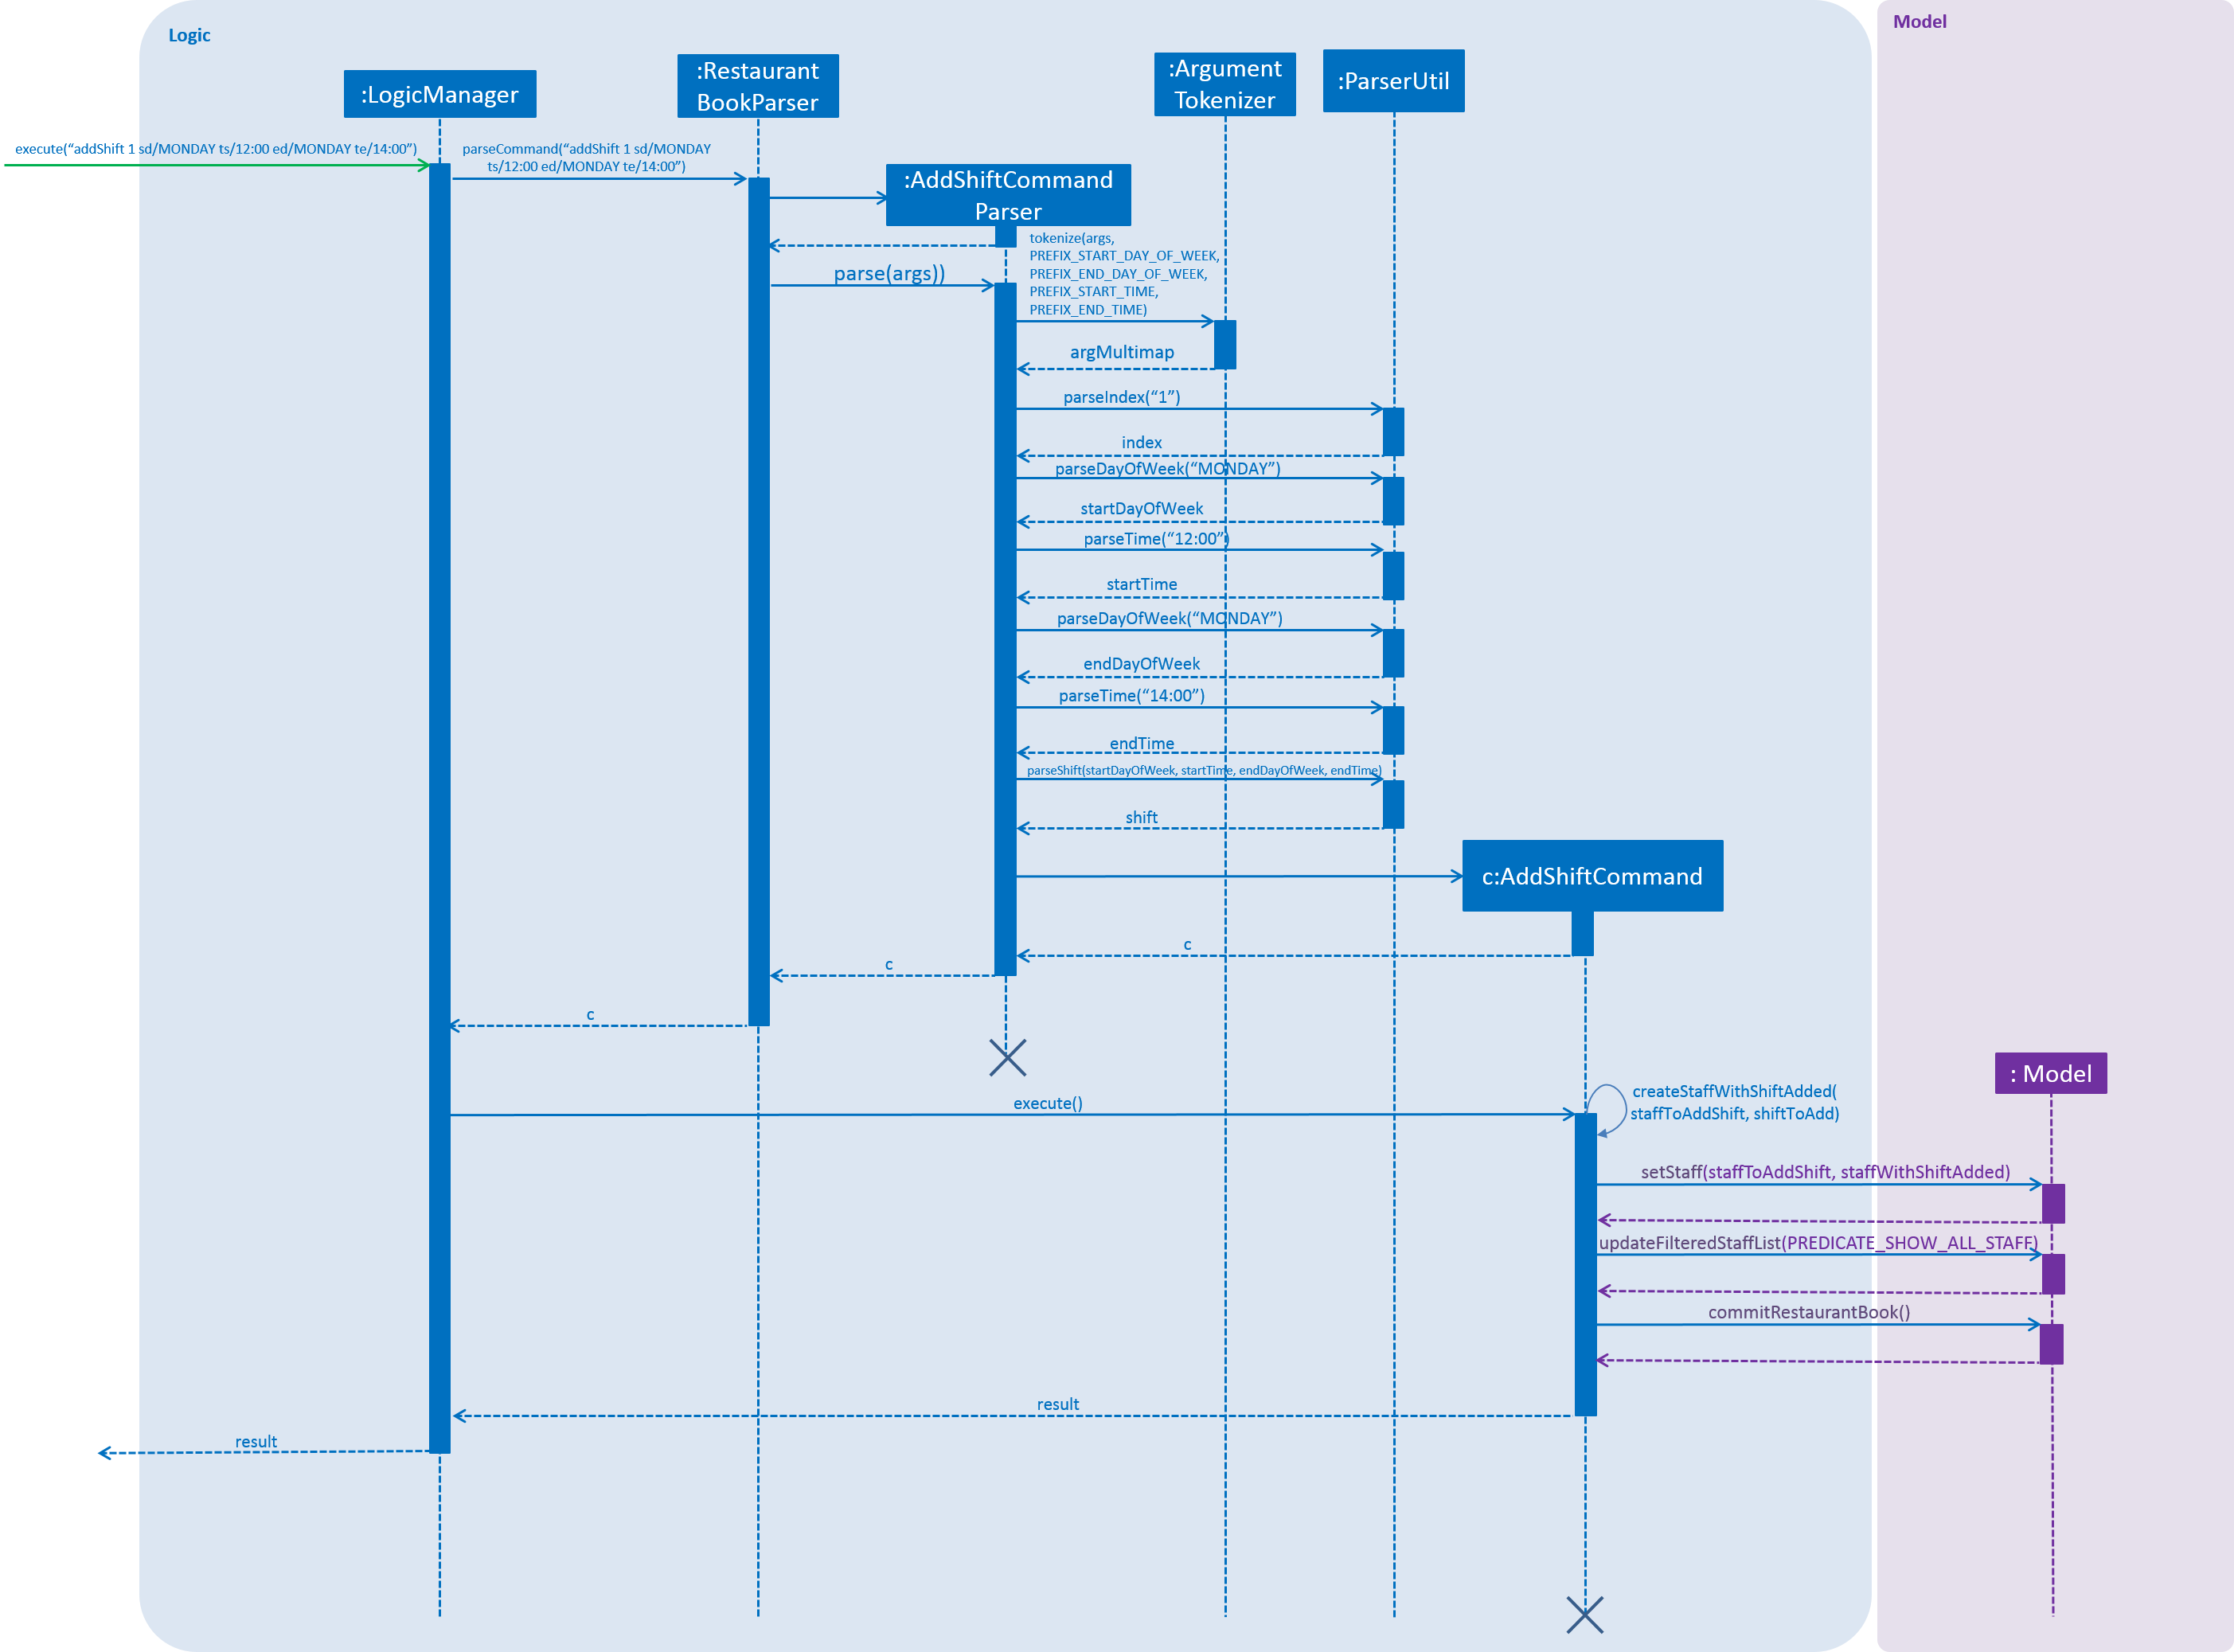 Logic
Model
:LogicManager
:Restaurant
BookParser
:Argument
Tokenizer
:ParserUtil
execute(“addShift 1 sd/MONDAY ts/12:00 ed/MONDAY te/14:00”)
parseCommand(“addShift 1 sd/MONDAY
ts/12:00 ed/MONDAY te/14:00”)
:AddShiftCommand
Parser
tokenize(args,
PREFIX_START_DAY_OF_WEEK,
PREFIX_END_DAY_OF_WEEK,
PREFIX_START_TIME,
PREFIX_END_TIME)
parse(args))
argMultimap
parseIndex(“1”)
index
parseDayOfWeek(“MONDAY”)
startDayOfWeek
parseTime(“12:00”)
startTime
parseDayOfWeek(“MONDAY”)
endDayOfWeek
parseTime(“14:00”)
endTime
parseShift(startDayOfWeek, startTime, endDayOfWeek, endTime)
shift
c:AddShiftCommand
c
c
c
: Model
execute()
createStaffWithShiftAdded(
staffToAddShift, shiftToAdd)
setStaff(staffToAddShift, staffWithShiftAdded)
updateFilteredStaffList(PREDICATE_SHOW_ALL_STAFF)
commitRestaurantBook()
result
result